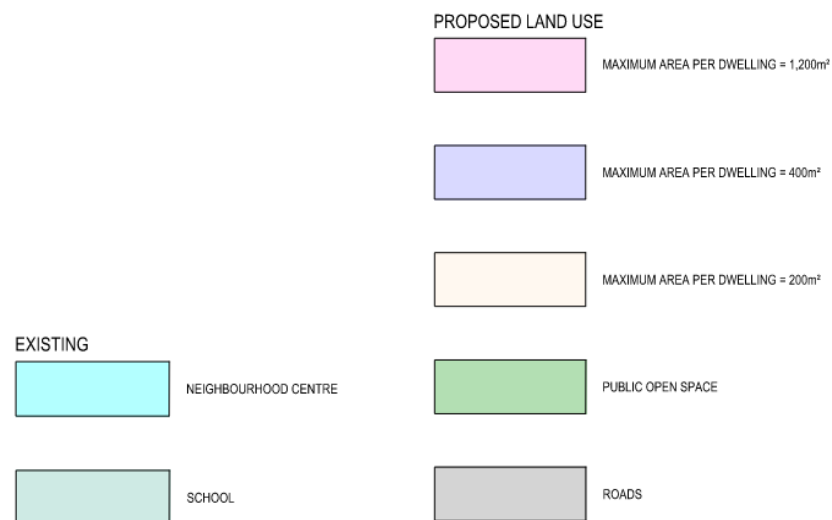 PROPOSED LAND USE
MAXIMUM AREA PER DWELLING = 1,200m²
MAXIMUM AREA PER DWELLING = 400m²
MAXIMUM AREA PER DWELLING = 200m²
EXISTING
NEIGHBOURHOOD CENTRE
PUBLIC OPEN SPACE
SCHOOL
ROADS